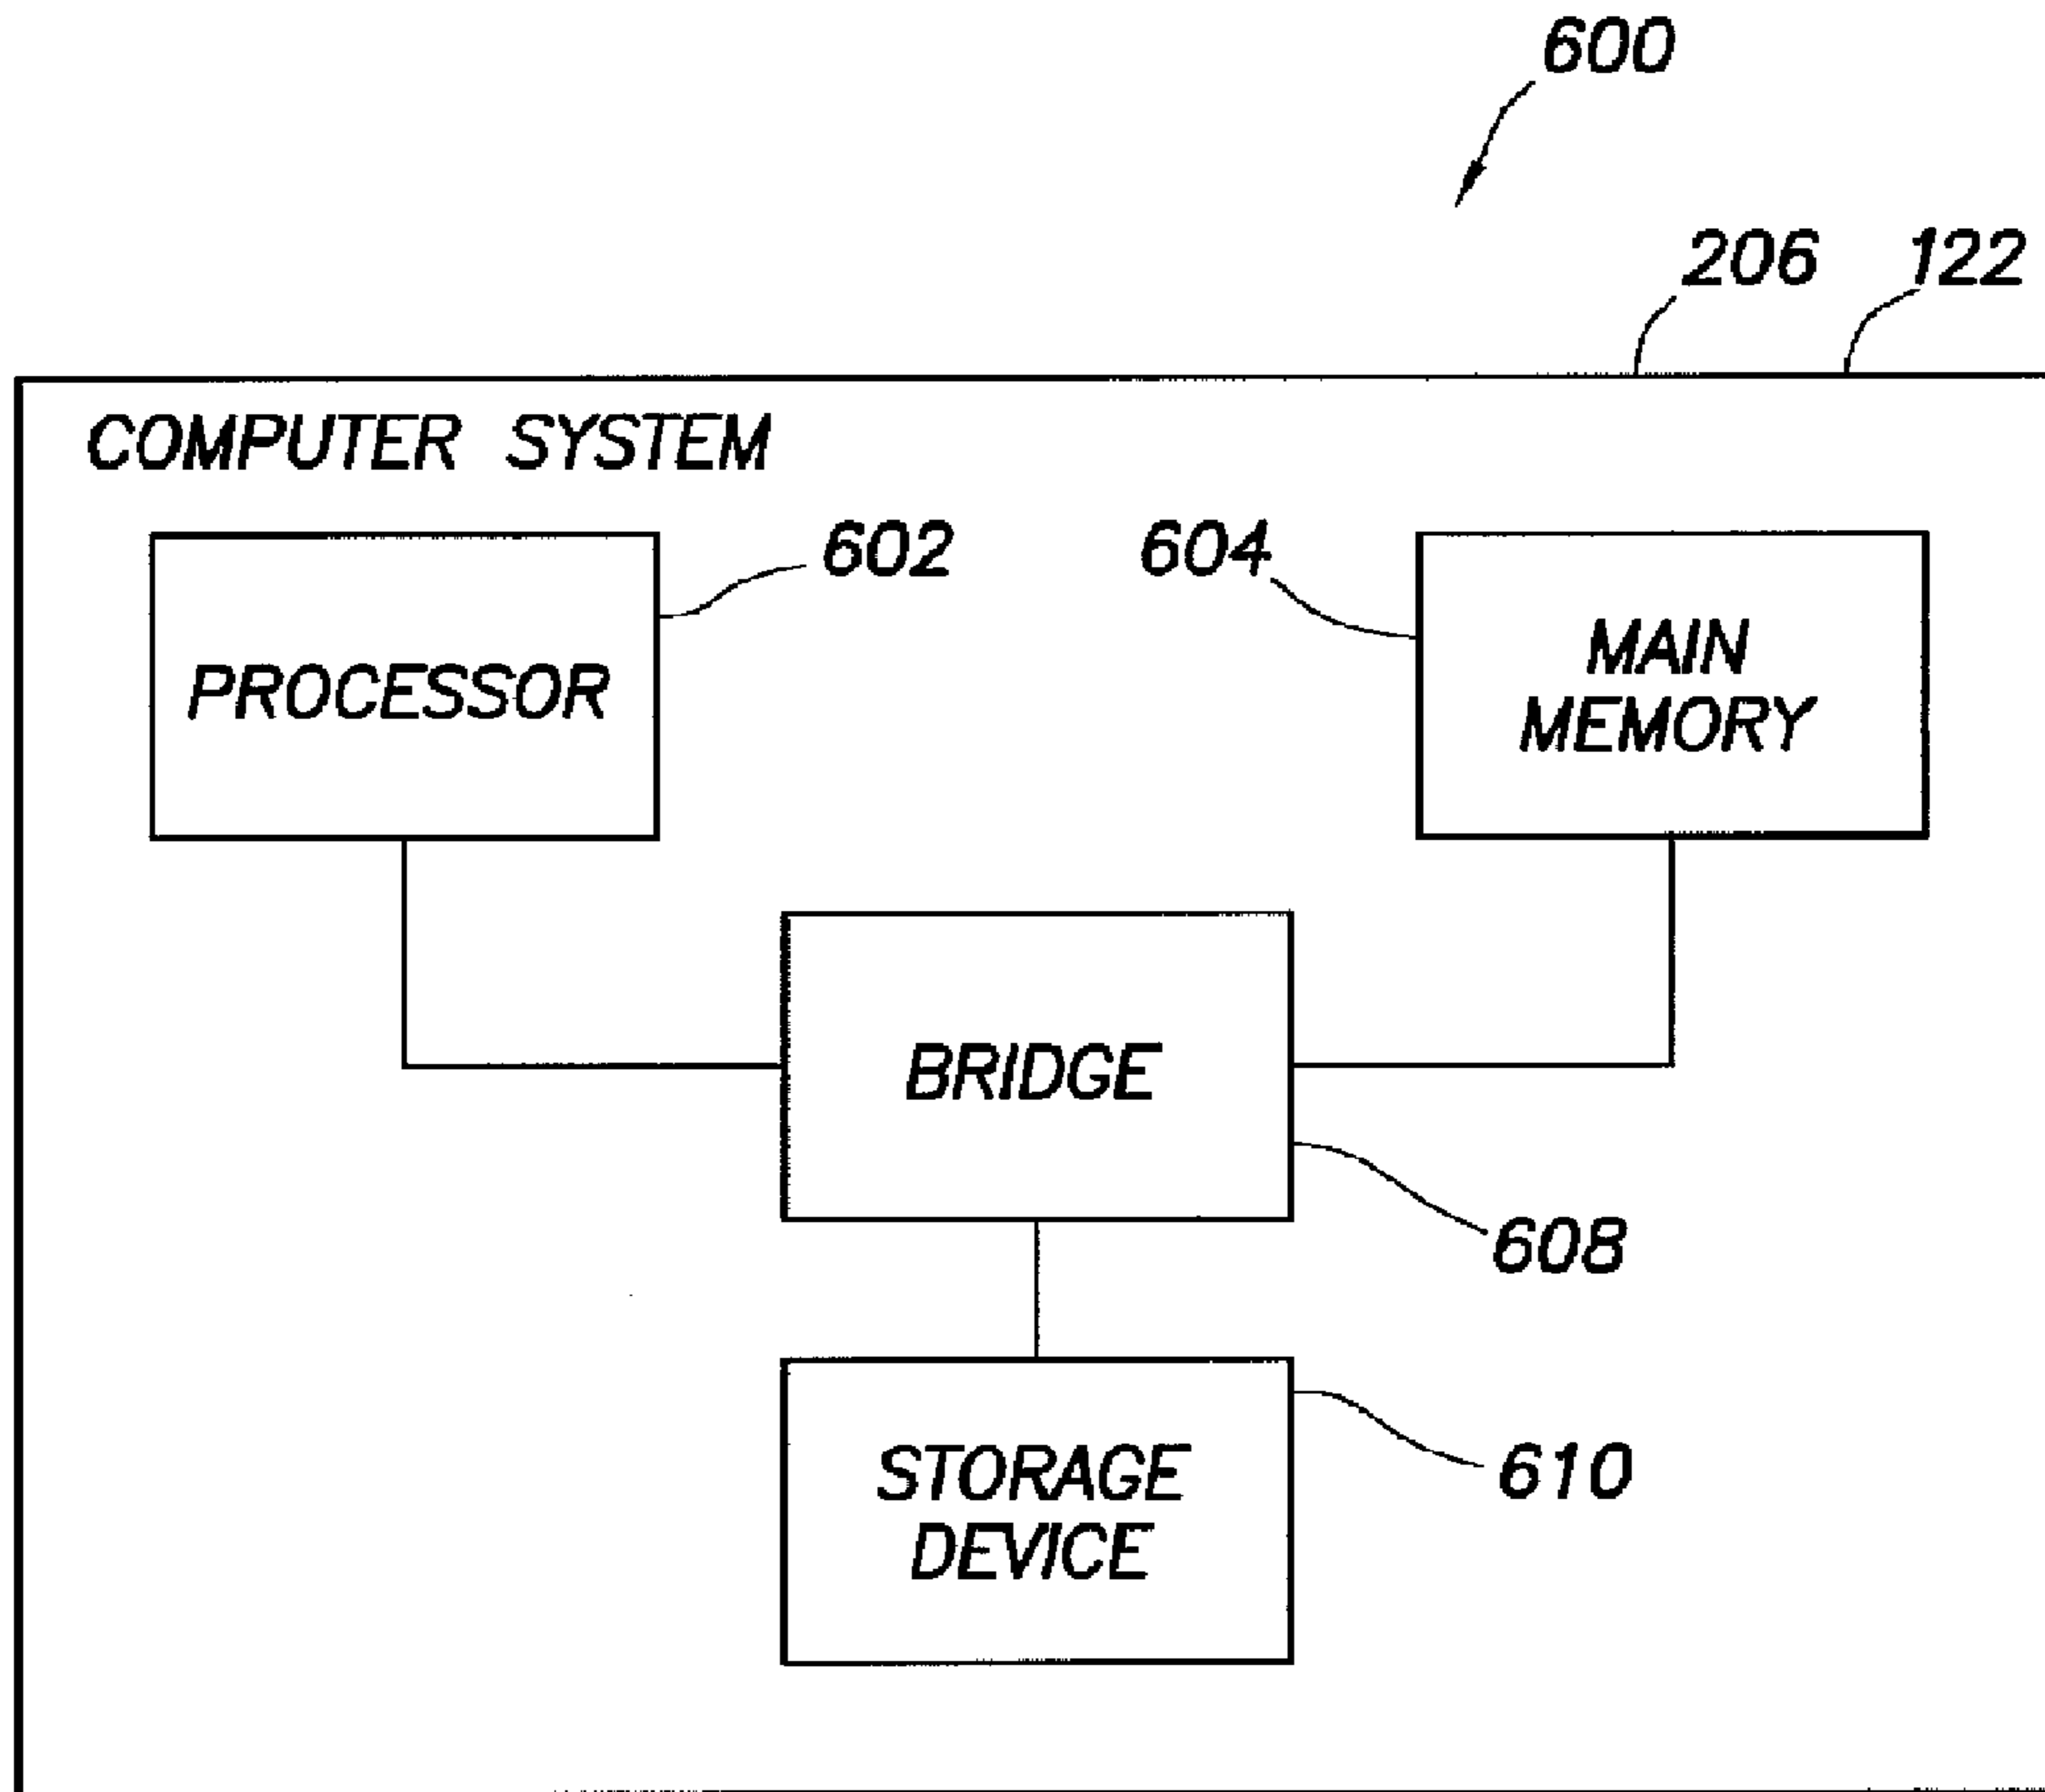 600
206 122
COMPUTER SYSTEM
602
604
PROCESSOR
MAIN
MEMORY
BRIDGE
608
STORAGE
DEVICE
610